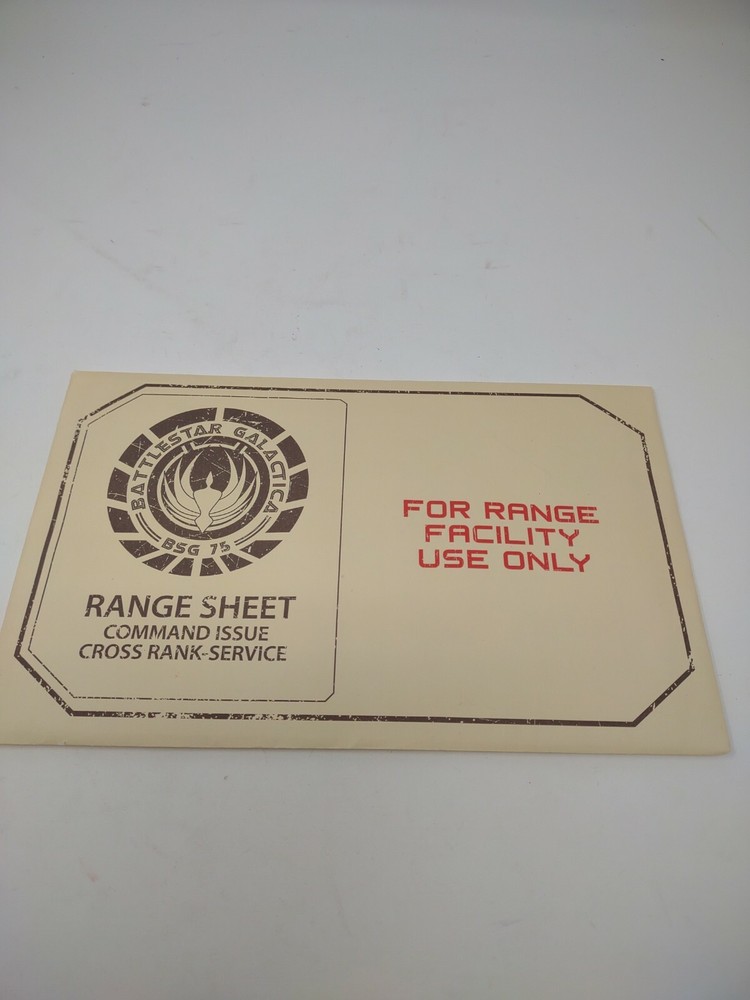 BATTLESTAR GALACTICA
BSG 75
RANGE SHEET
COMMAND ISSUE
CROSS RANK-SERVICE
FOR RANGE
FACILITY
USE ONLY